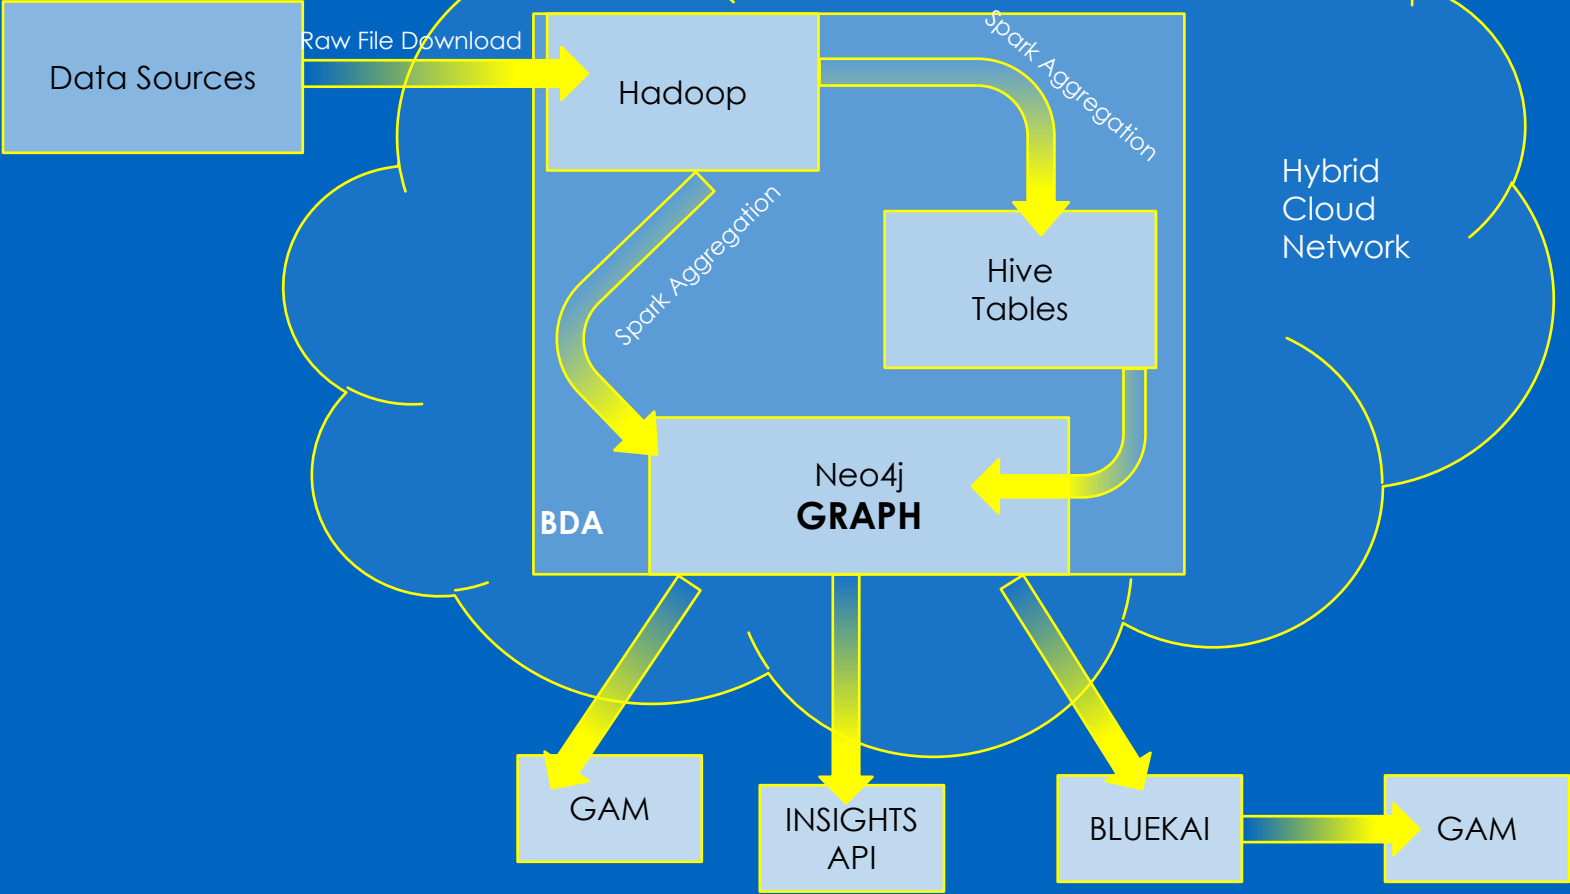 Data Sources
Raw File Download
Hadoop
Spark Aggregation
Spark Aggregation
Hybrid
Cloud
Network
Hive
Tables
Neo4j
GRAPH
BDA
GAM
INSIGHTS
API
BLUEKAI
GAM